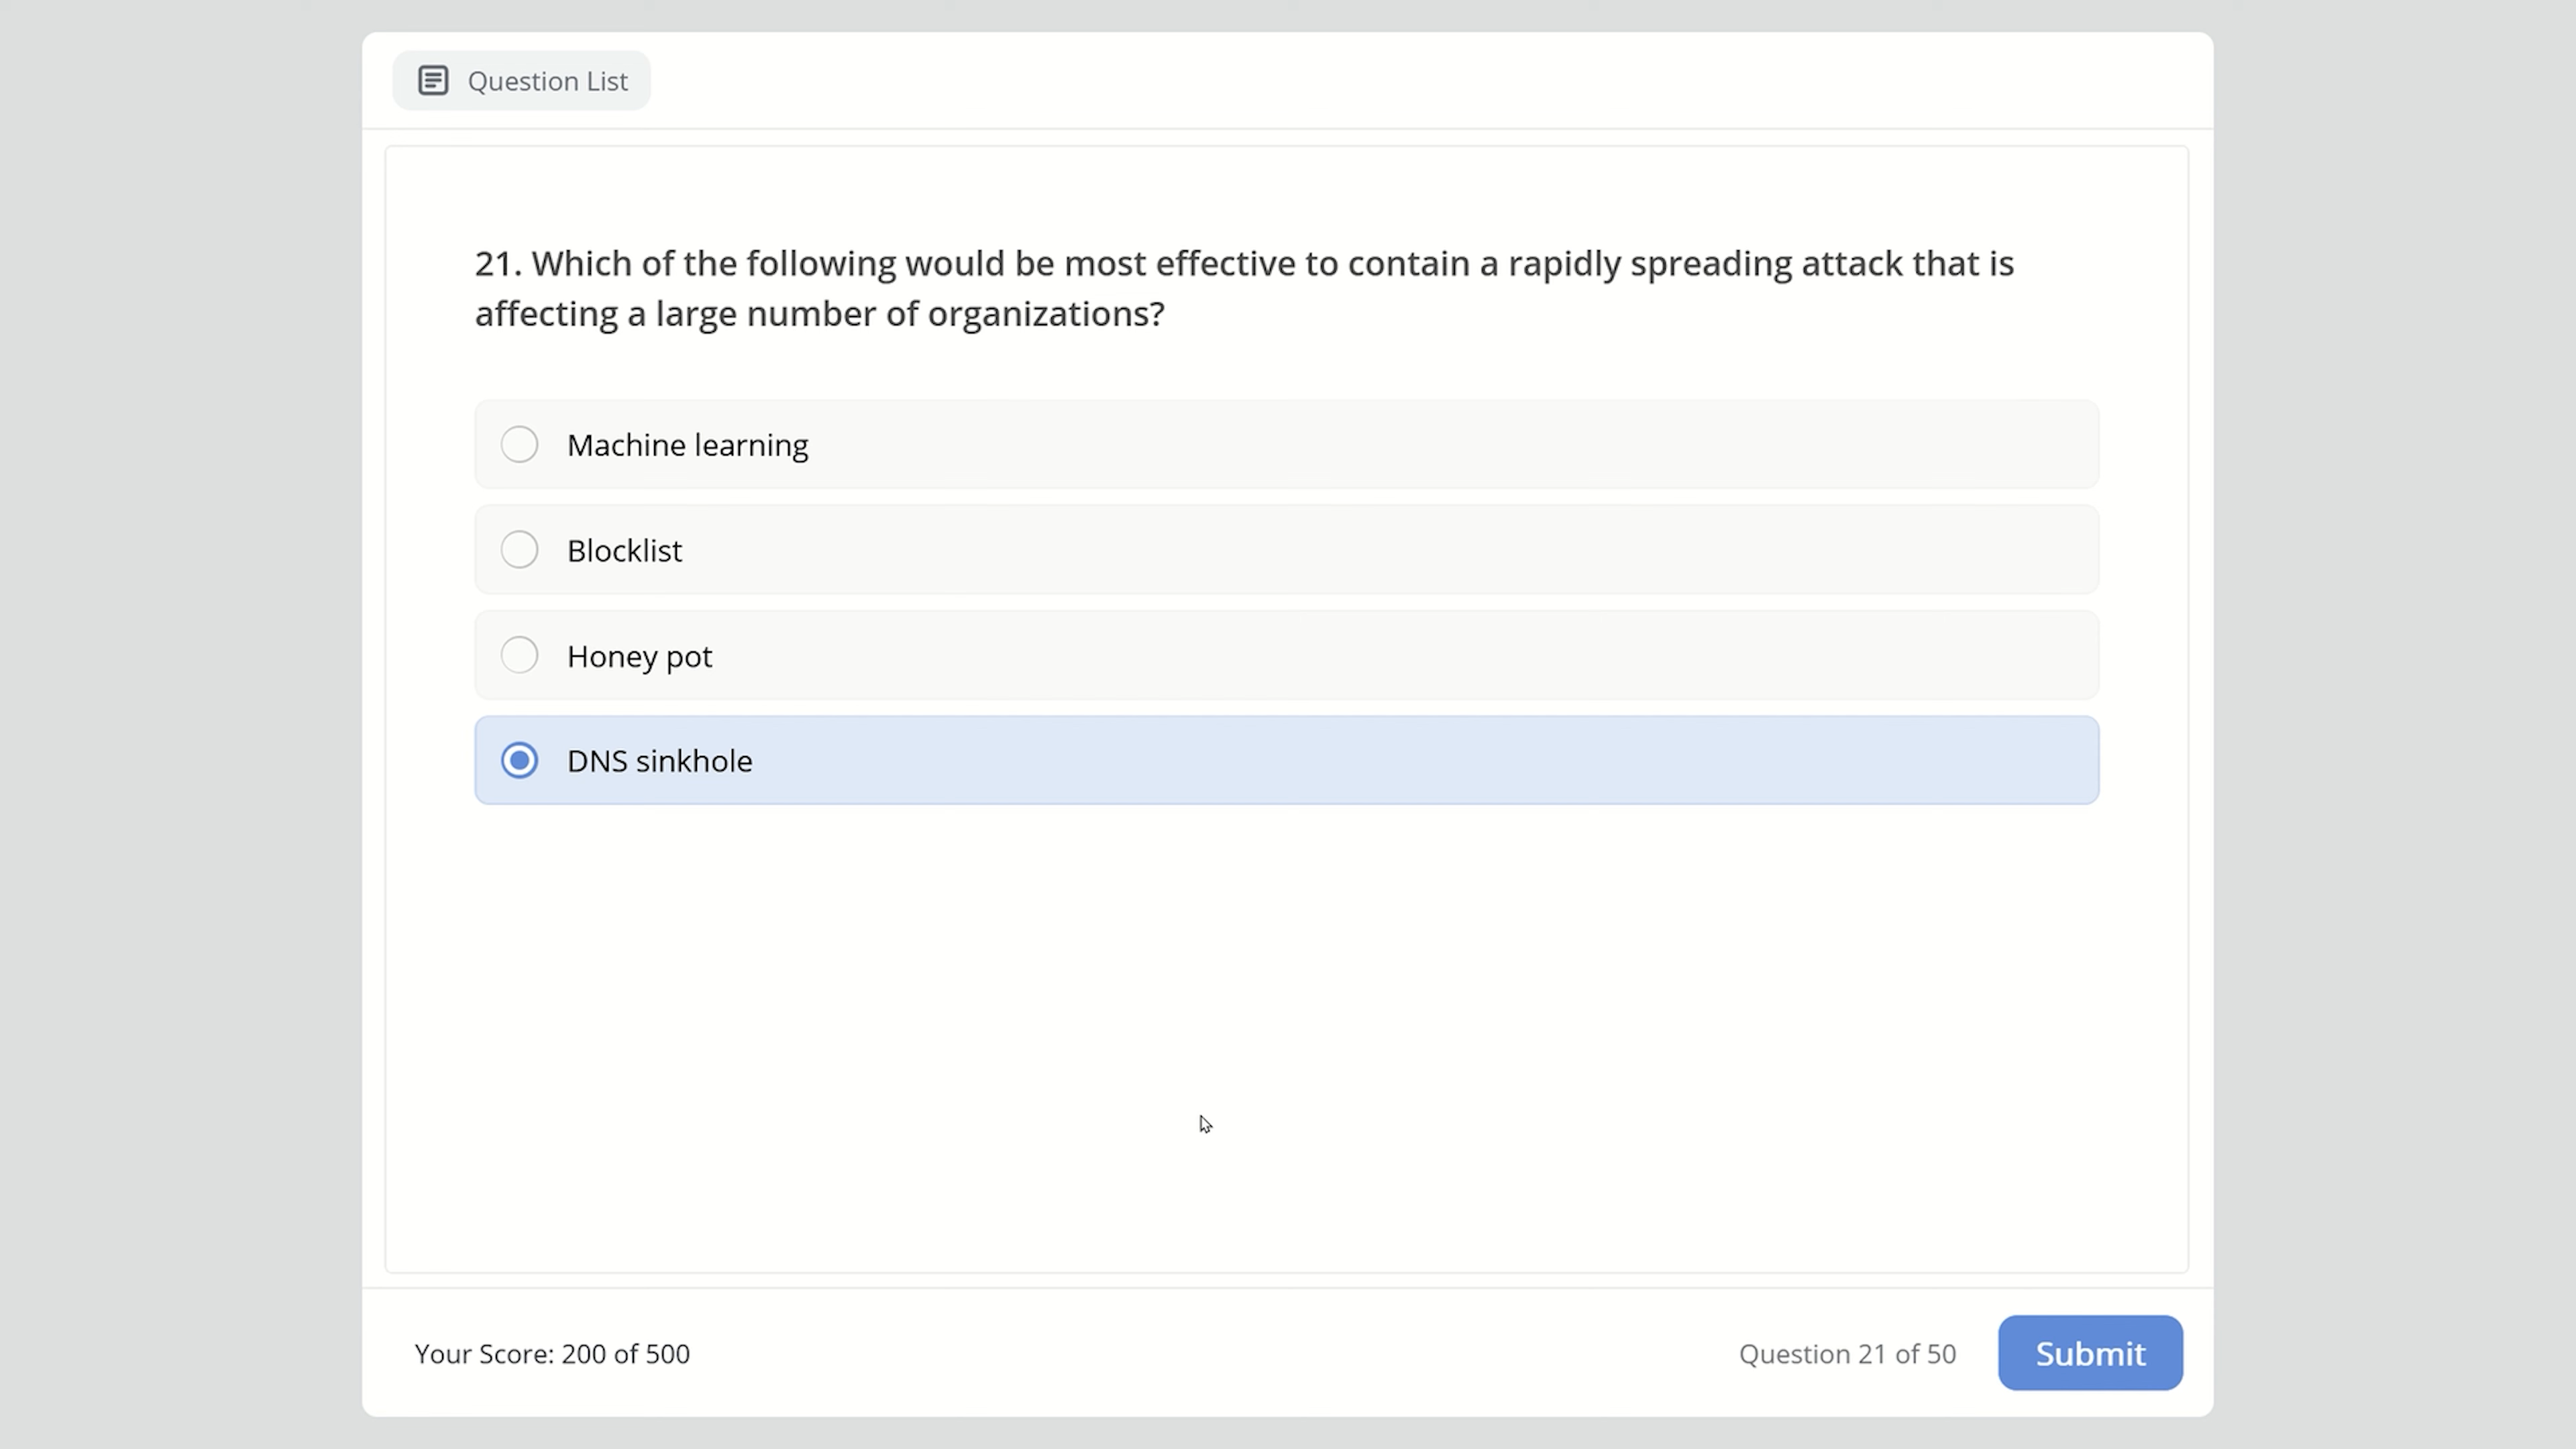 Question List
21. Which of the following would be most effective to contain a rapidly spreading attack that is
affecting a large number of organizations?
Machine learning
Blocklist
Honey pot
DNS sinkhole
Your Score: 200 of 500
Question 21 of 50
Submit